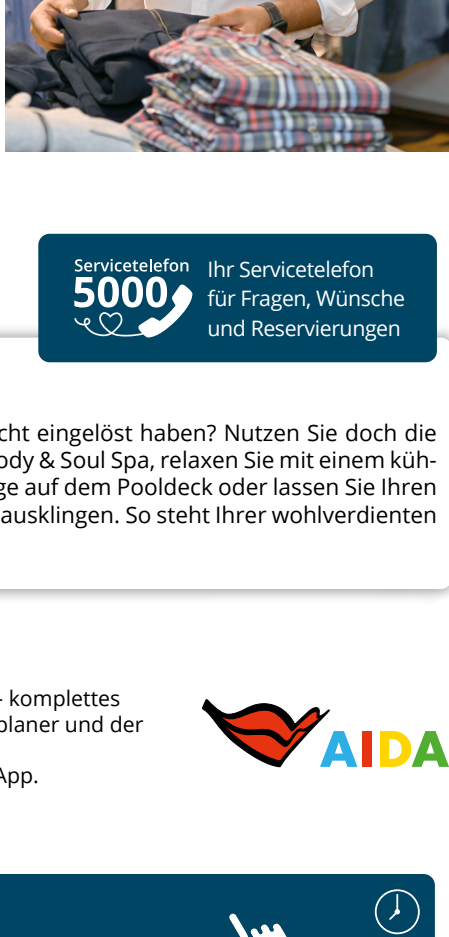 Servicetelefon
5000
Ihr Servicetelefon
für Fragen, Wünsche
und Reservierungen
cht eingelöst haben? Nutzen Sie doch die
ody & Soul Spa, relaxen Sie mit einem küh-
ge auf dem Pooldeck oder lassen Sie Ihren
ausklingen. So steht Ihrer wohlverdienten
- komplettes
planer und der
App.
AIDA